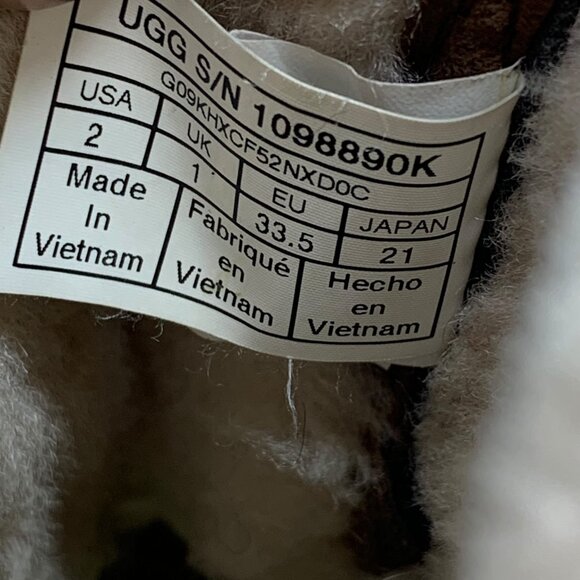 UGG S/N 1098890K
G09KHXCF52NXD0C
USA UK EU JAPAN
2 1 33.5 21
Made
In
Vietnam
Fabriqué
en
Vietnam
Hecho
en
Vietnam